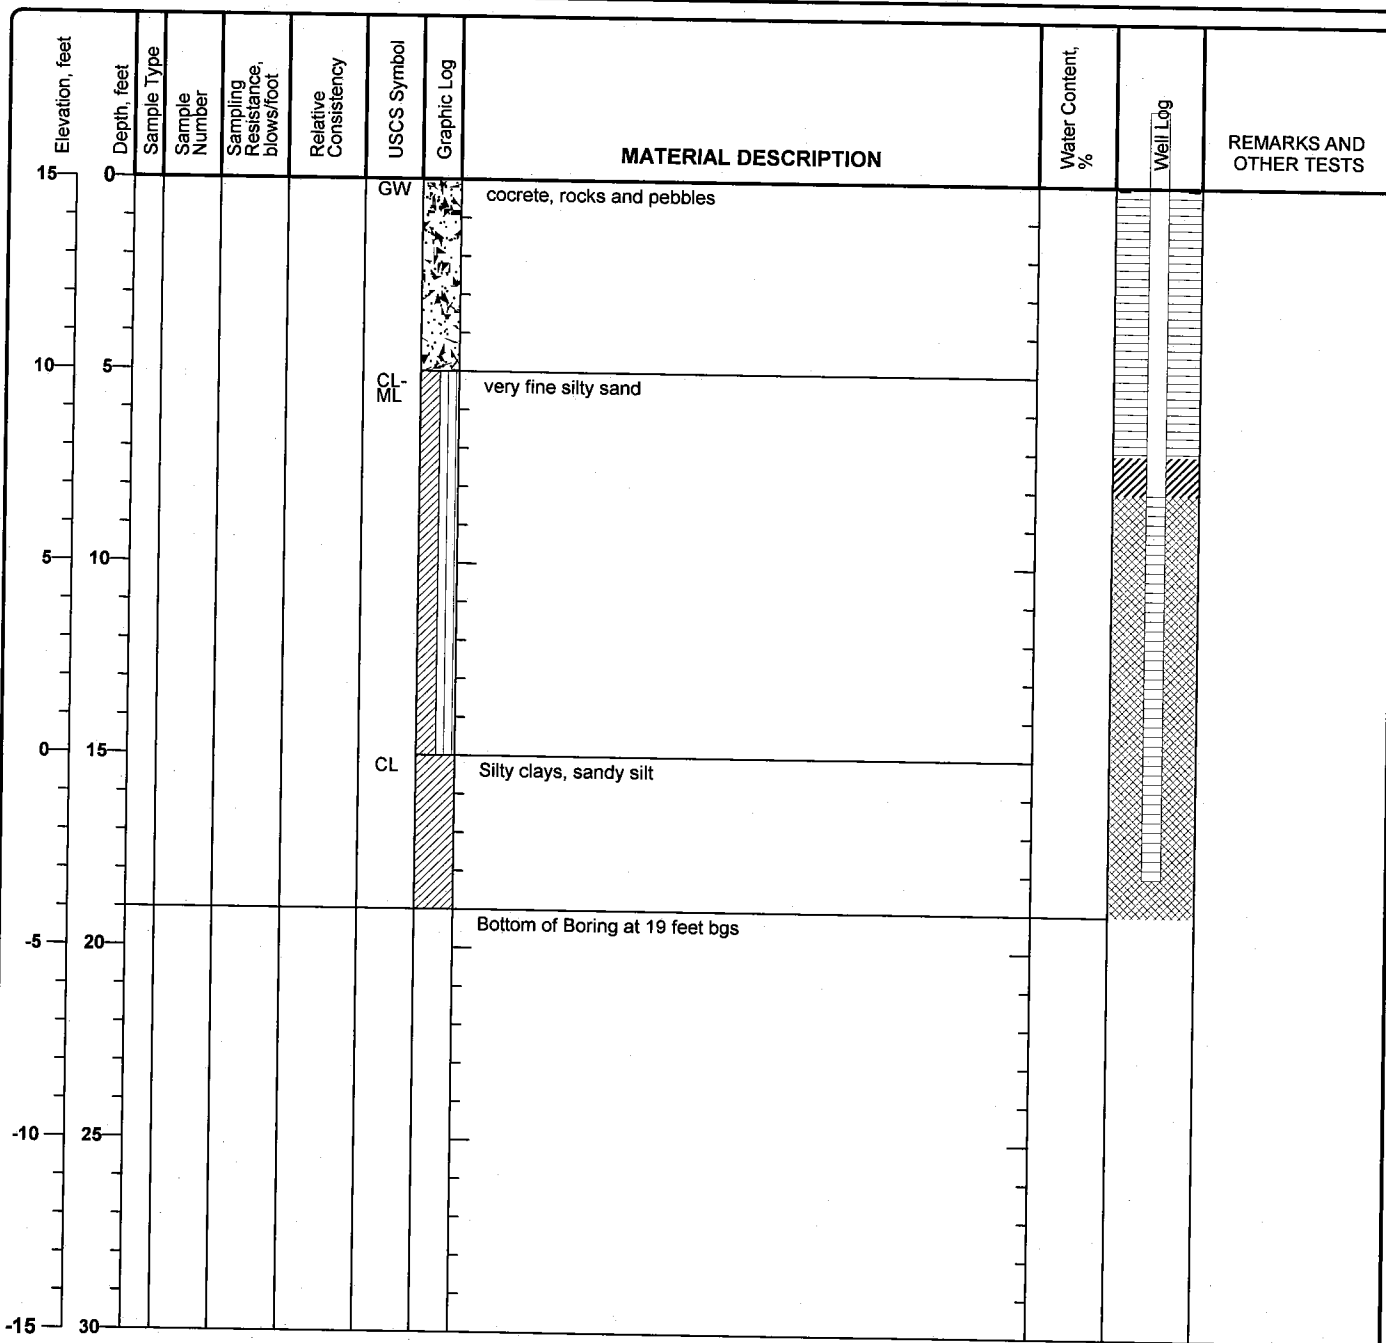 Elevation, feet
Depth, feet
Sample Type
Sample
Number
Sampling
Resistance,
blows/foot
Relative
Consistency
USCS Symbol
Graphic Log
MATERIAL DESCRIPTION
Water Content,
%
Well Log
REMARKS AND
OTHER TESTS
15 0
GW cocrete, rocks and pebbles
10 5
CL-
ML
very fine silty sand
5 10
0 15
CL Silty clays, sandy silt
Bottom of Boring at 19 feet bgs
-5 20
-10 25
-15 30